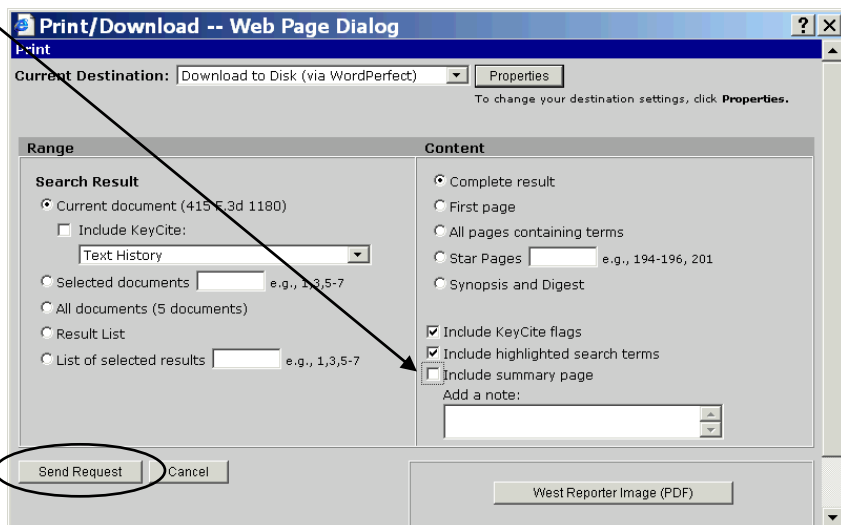 Print/Download -- Web Page Dialog
Print
Current Destination: Download to Disk (via WordPerfect) Properties
To change your destination settings, click Properties.
Range
Search Result
Current document (415 F.3d 1180)
Include KeyCite:
Text History
Selected documents e.g., 1,3,5-7
All documents (5 documents)
Result List
List of selected results e.g., 1,3,5-7
Content
Complete result
First page
All pages containing terms
Star Pages e.g., 194-196, 201
Synopsis and Digest
Include KeyCite flags
Include highlighted search terms
Include summary page
Add a note:
Send Request Cancel
West Reporter Image (PDF)